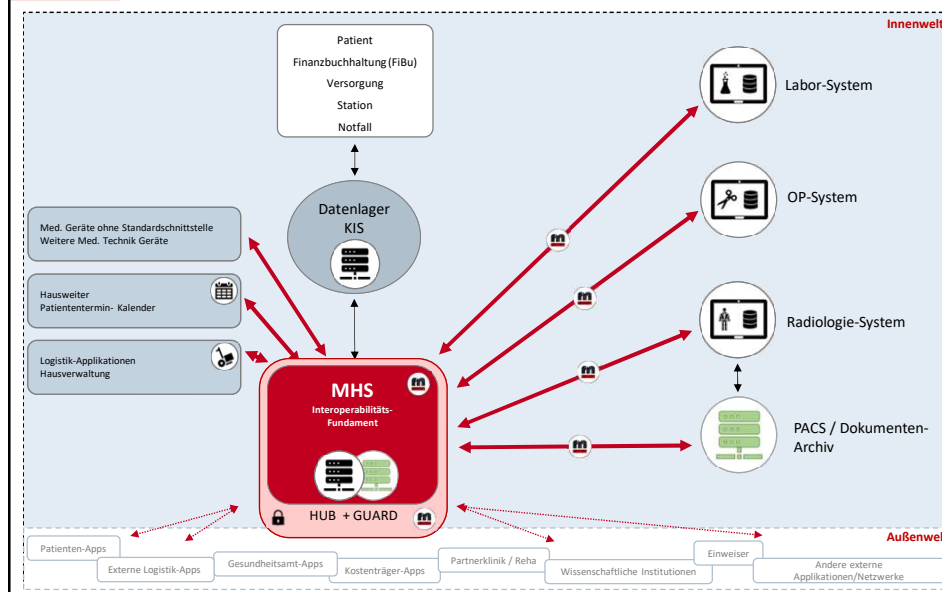 Innenwelt
Patient
Finanzbuchhaltung (FiBu)
Versorgung
Station
Notfall
Labor-System
OP-System
Datenlager
KIS
Med. Geräte ohne Standardschnittstelle
Weitere Med. Technik Geräte
Hausweiter
Patiententermin- Kalender
Radiologie-System
Logistik-Applikationen
Hausverwaltung
MHS
Interoperabilitäts-
Fundament
PACS / Dokumenten-
Archiv
HUB + GUARD
Außenwelt
Patienten-Apps
Externe Logistik-Apps
Gesundheitsamt-Apps
Kostenträger-Apps
Partnerklinik / Reha
Wissenschaftliche Institutionen
Einweiser
Andere externe
Applikationen/Netzwerke
m
m
m
m
m
m